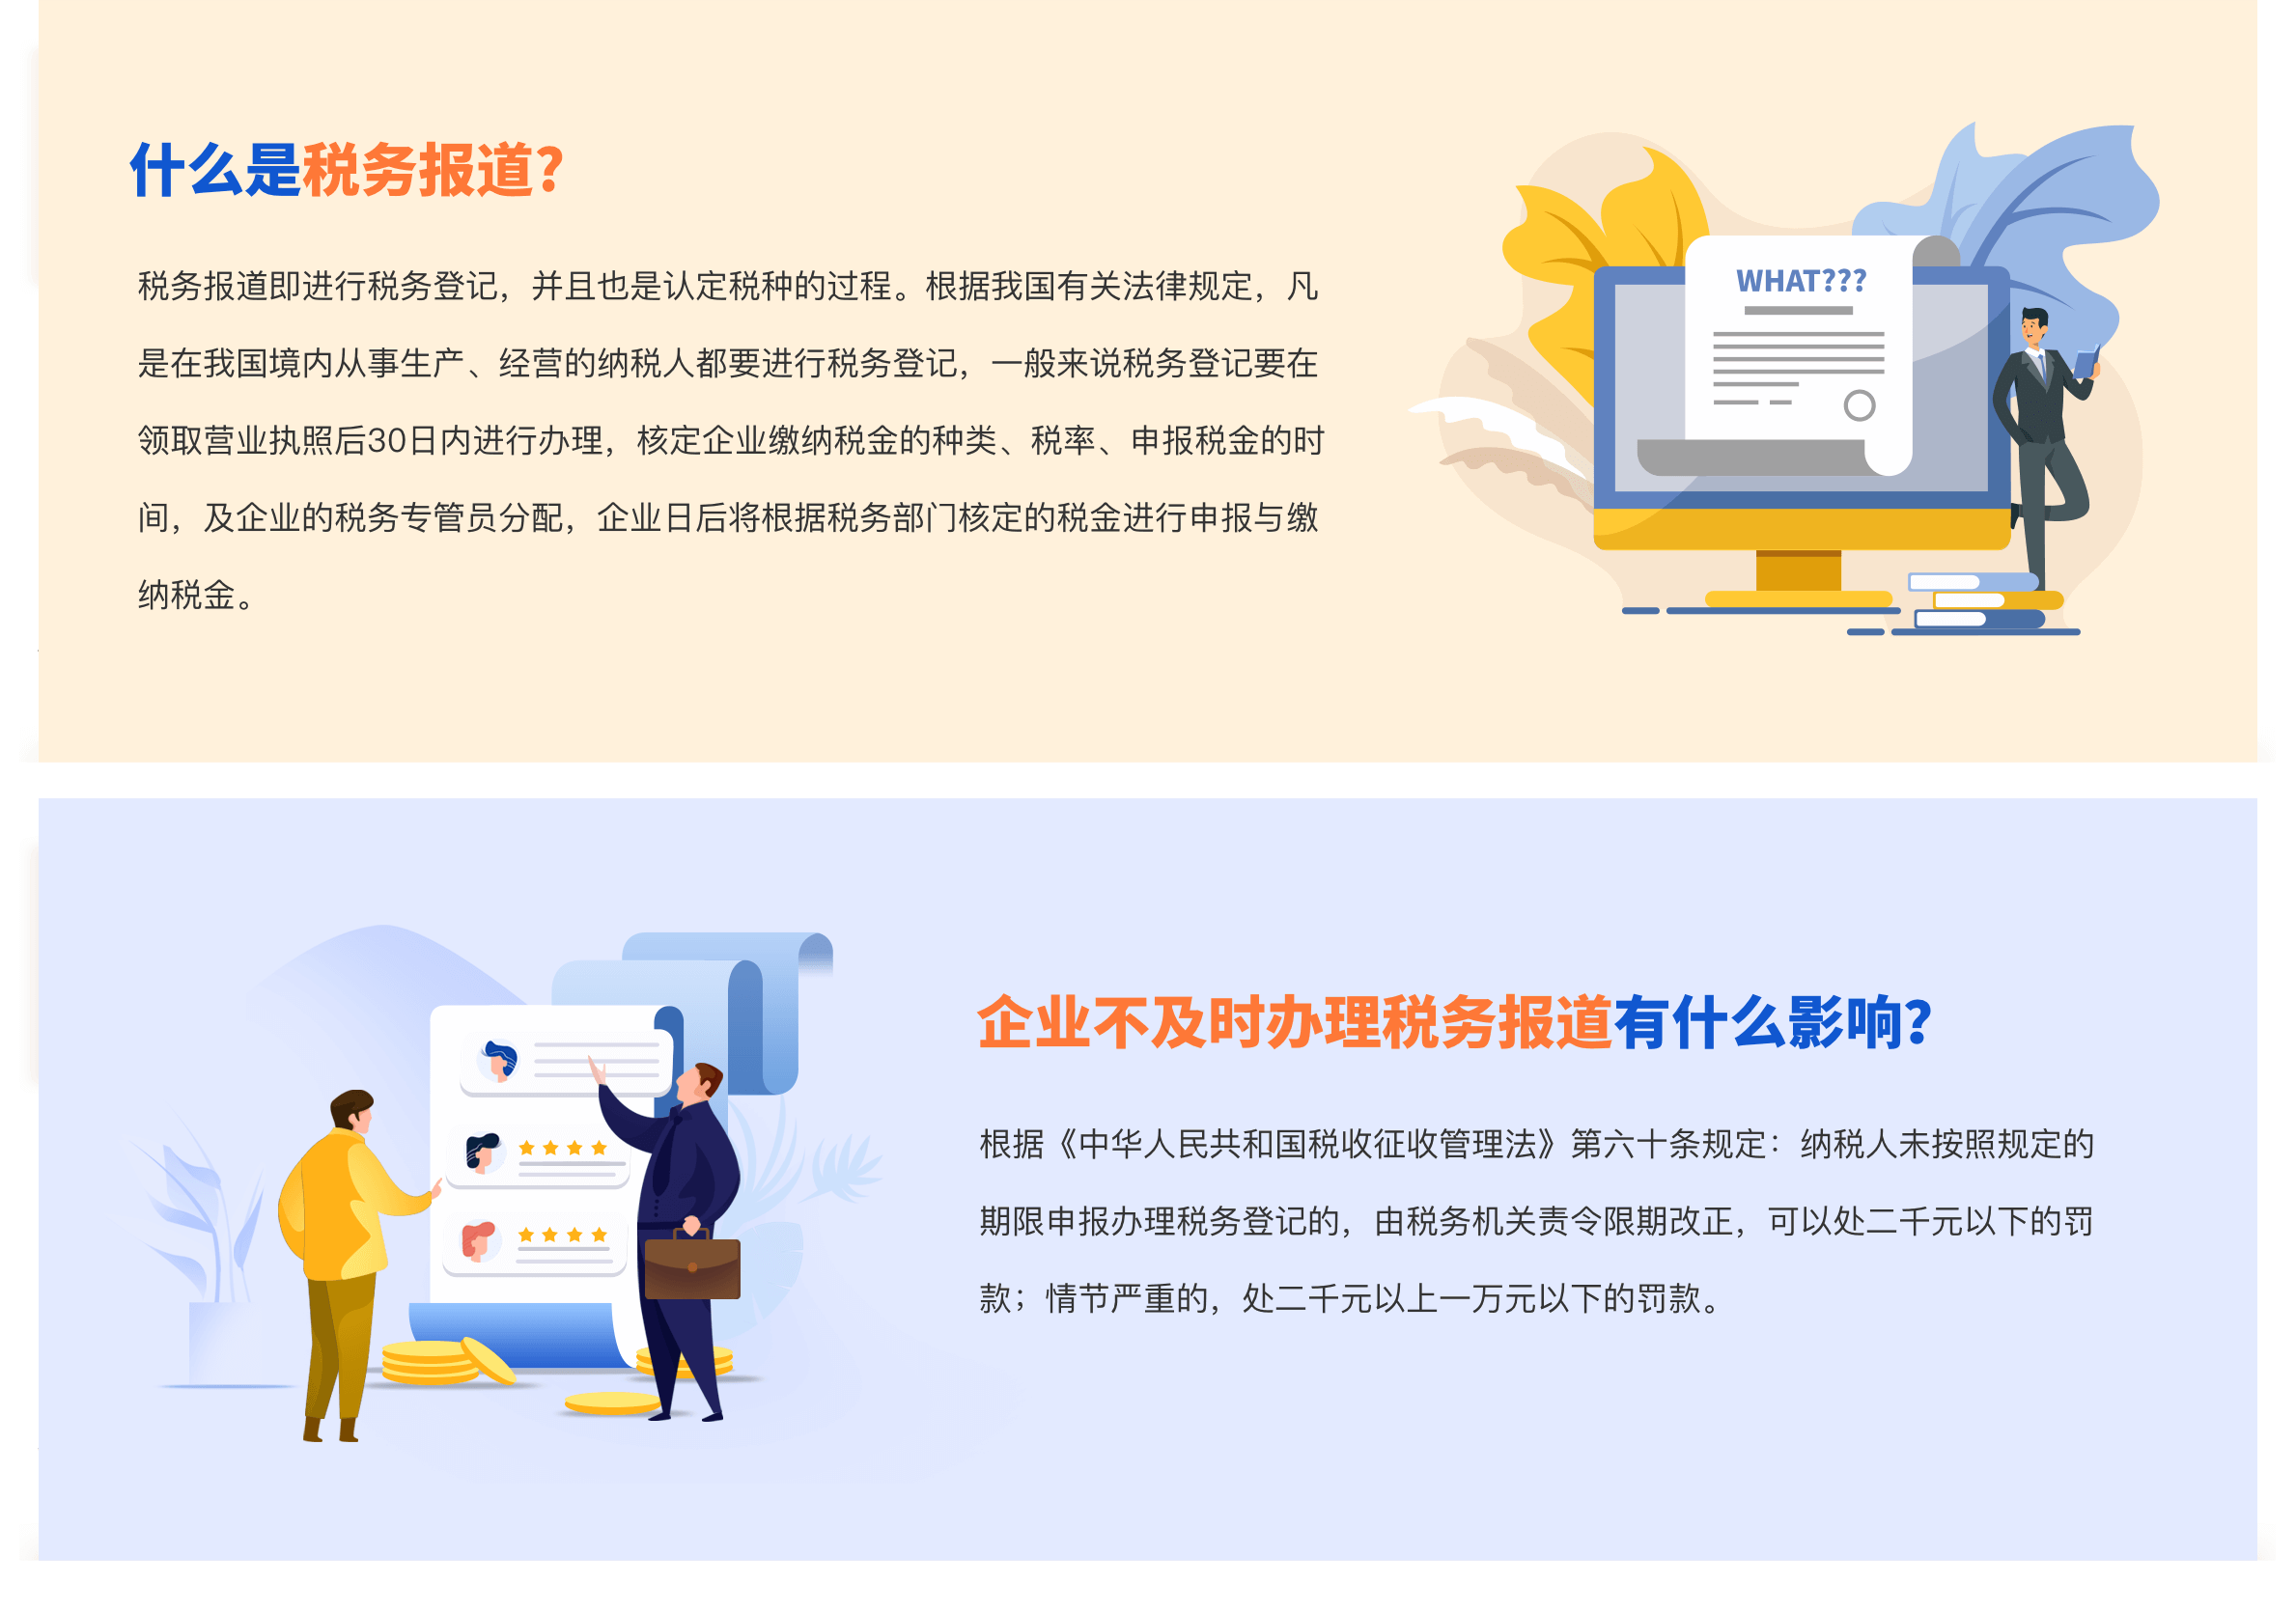 什么是税务报道?
税务报道即进行税务登记，并且也是认定税种的过程。根据我国有关法律规定，凡
是在我国境内从事生产、经营的纳税人都要进行税务登记，一般来说税务登记要在
领取营业执照后30日内进行办理，核定企业缴纳税金的种类、税率、申报税金的时
间，及企业的税务专管员分配，企业日后将根据税务部门核定的税金进行申报与缴
纳税金。
WHAT???
企业不及时办理税务报道有什么影响?
根据《中华人民共和国税收征收管理法》第六十条规定：纳税人未按照规定的
期限申报办理税务登记的，由税务机关责令限期改正，可以处二千元以下的罚
款；情节严重的，处二千元以上一万元以下的罚款。